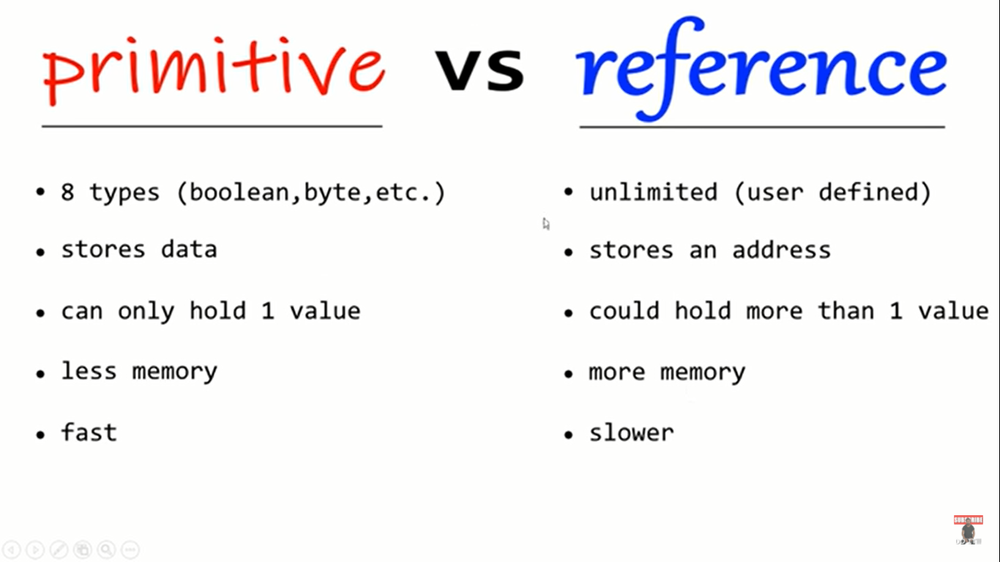 primitive vs reference
• 8 types (boolean,byte,etc.)
• unlimited (user defined)
• stores data
• stores an address
• can only hold 1 value
• could hold more than 1 value
• less memory
• more memory
• fast
• slower
SUBSCRIBE